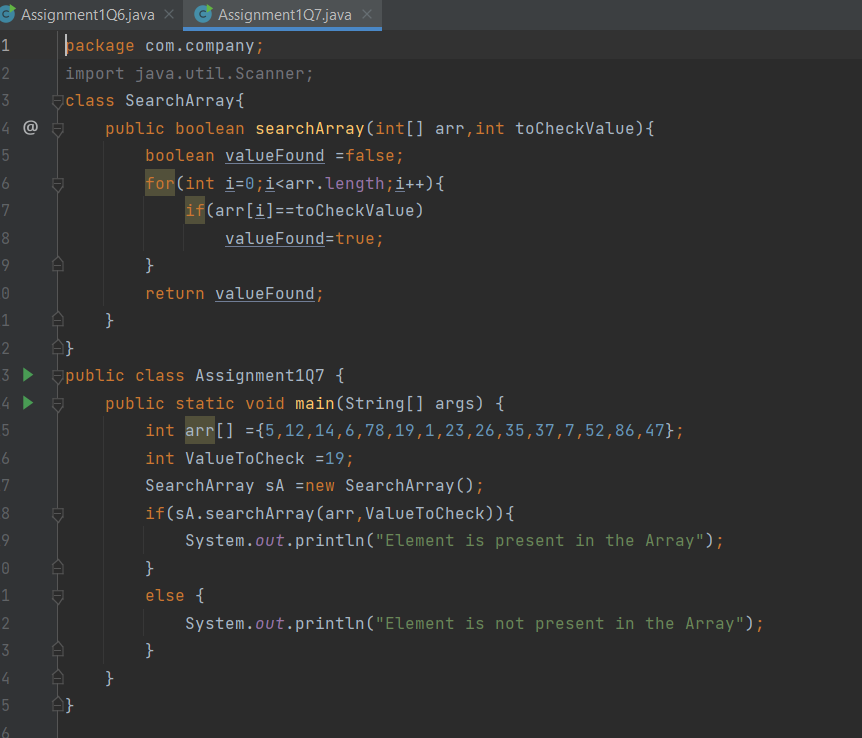 Assignment1Q6.java × Assignment1Q7.java ×
1 package com.company;
2 import java.util.Scanner;
3 class SearchArray{
4 @ public boolean searchArray(int[] arr,int toCheckValue){
5 boolean valueFound =false;
6 for(int i=0;i<arr.length;i++){
7 if(arr[i]==toCheckValue)
8 valueFound=true;
9 }
0 return valueFound;
1 }
2 }
3 public class Assignment1Q7 {
4 public static void main(String[] args) {
5 int arr[] ={5,12,14,6,78,19,1,23,26,35,37,7,52,86,47};
6 int ValueToCheck =19;
7 SearchArray sA =new SearchArray();
8 if(sA.searchArray(arr,ValueToCheck)){
9 System.out.println("Element is present in the Array");
0 }
1 else {
2 System.out.println("Element is not present in the Array");
3 }
4 }
5 }
6